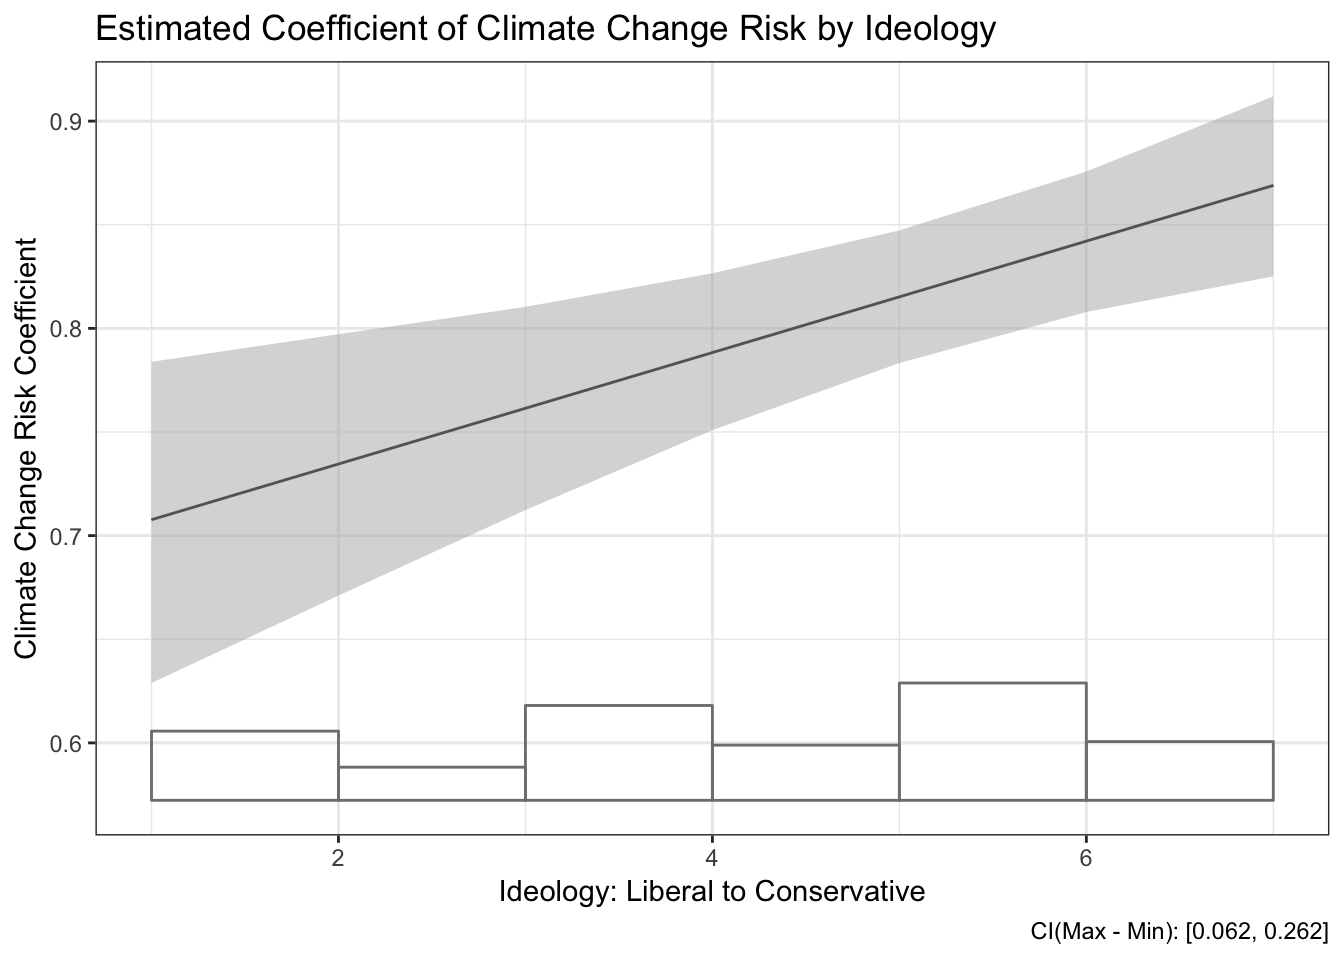 Estimated Coefficient of Climate Change Risk by Ideology
Climate Change Risk Coefficient
0.9
0.8
0.7
0.6
2
4
6
Ideology: Liberal to Conservative
CI(Max - Min): [0.062, 0.262]